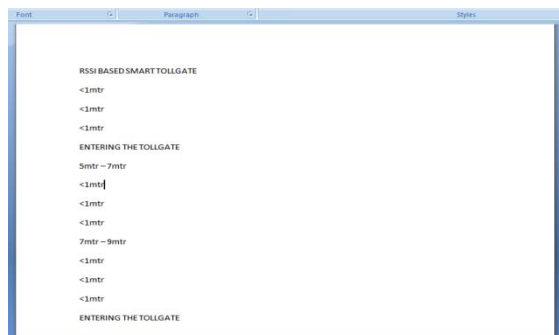 Font Paragraph Styles
RSSI BASED SMART TOLLGATE
<1mtr
<1mtr
<1mtr
ENTERING THE TOLLGATE
5mtr – 7mtr
<1mtr
<1mtr
<1mtr
7mtr – 9mtr
<1mtr
<1mtr
<1mtr
ENTERING THE TOLLGATE